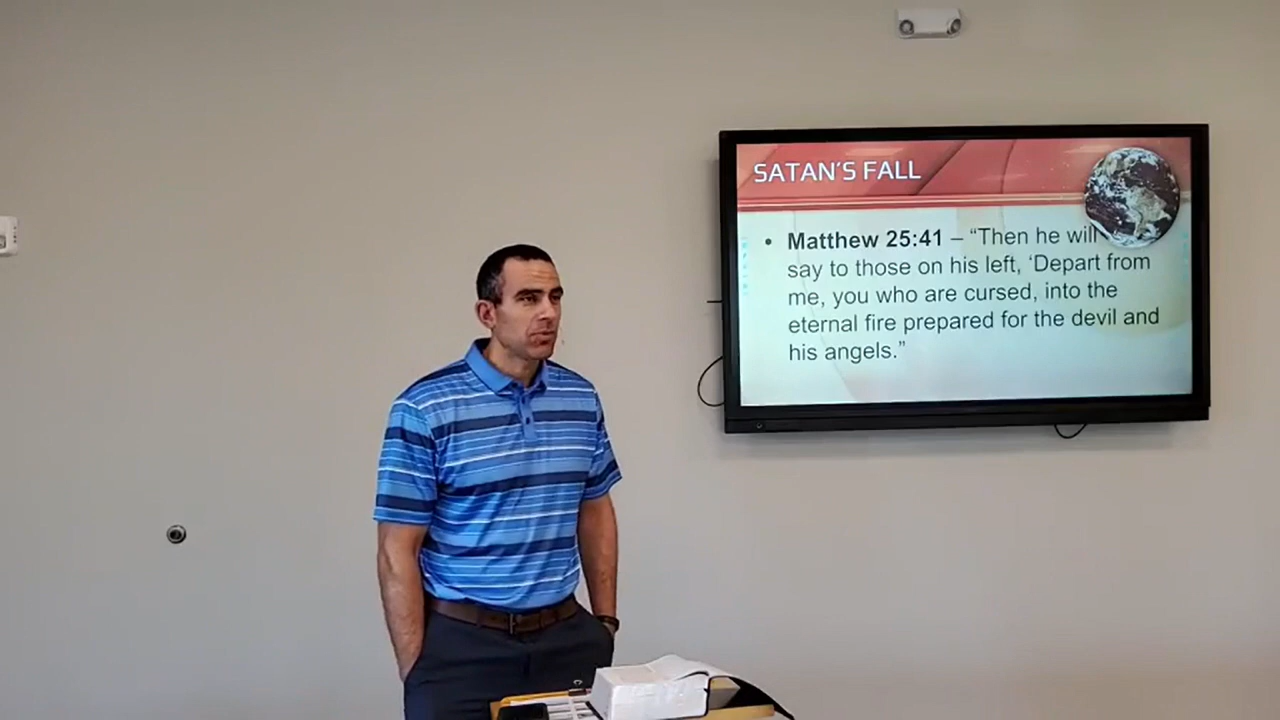 SATAN'S FALL
• Matthew 25:41 – “Then he will
say to those on his left, ‘Depart from
me, you who are cursed, into the
eternal fire prepared for the devil and
his angels.”